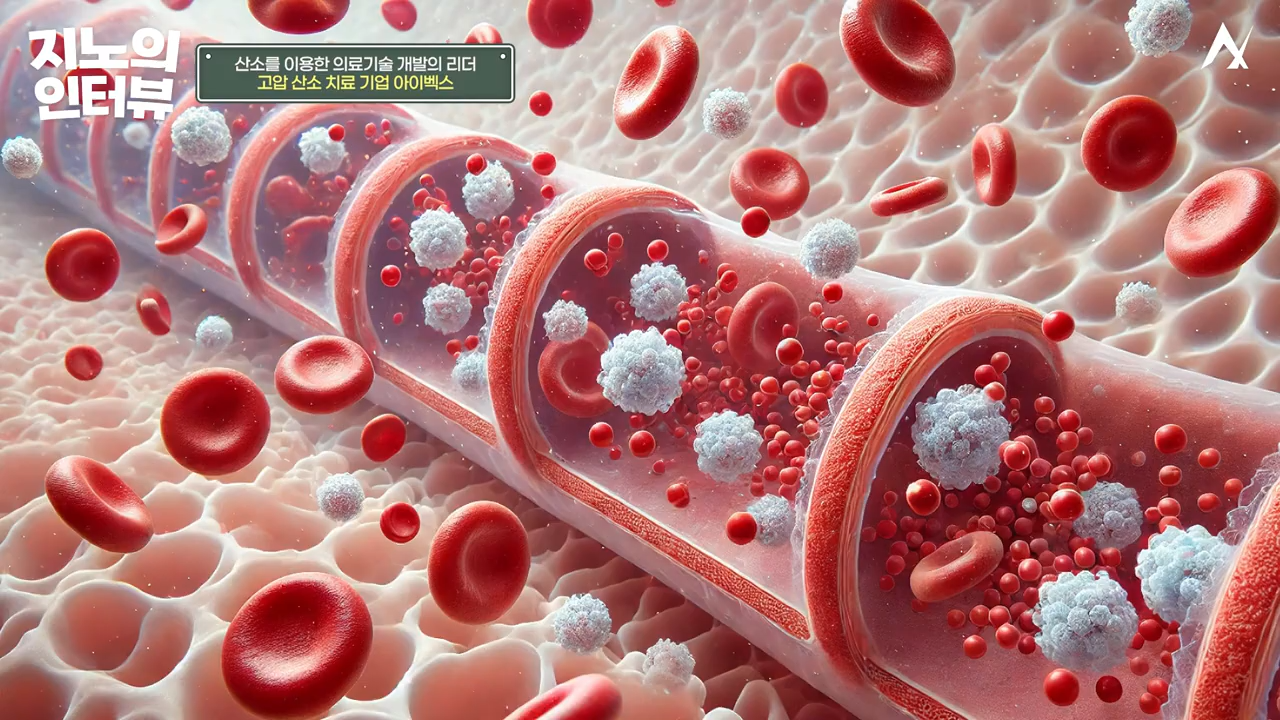 지노의
인터뷰
산소를 이용한 의료기술 개발의 리더
고압 산소 치료 기업 아이벡스